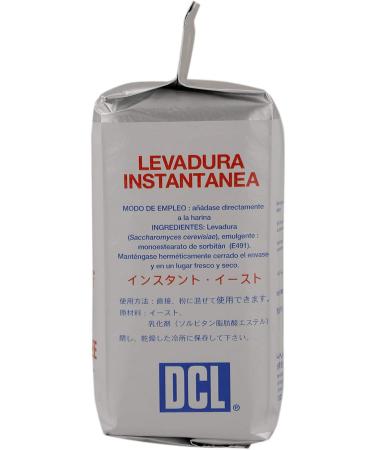 LEVADURA
INSTANTANEA
MODO DE EMPLEO : añádase directamente
a la harina
INGREDIENTES: Levadura
(Saccharomyces cerevisiae), emulgente :
monoestearato de sorbitán (E491).
Manténgase herméticamente cerrado el envase
y en un lugar fresco y seco.
インスタント・イースト
使用方法：直接、粉に混ぜて使用できます。
原材料：イースト、
乳化剤（ソルビタン脂肪酸エステル）
閉し、乾燥した冷所に保存して下さい。
DCL
®